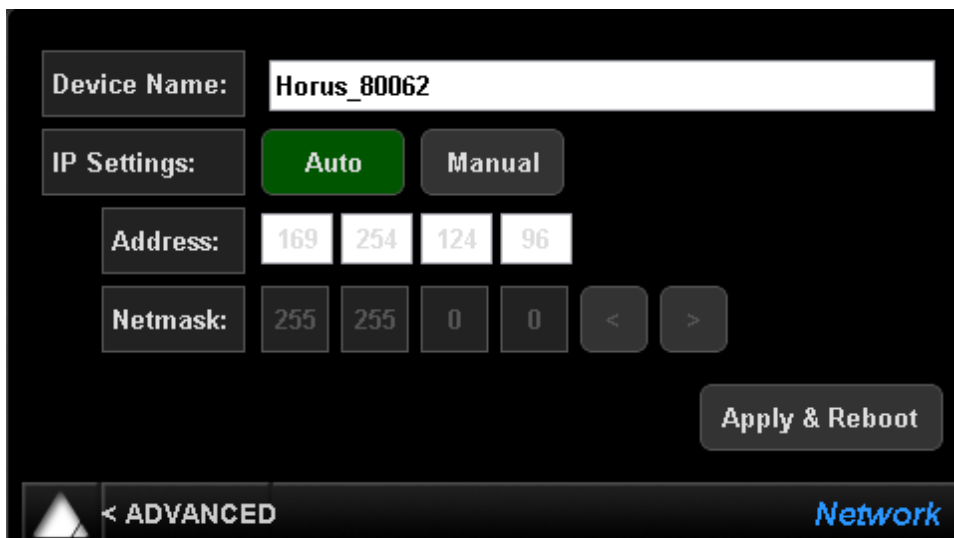 Device Name: Horus_80062
IP Settings: Auto Manual
Address: 169 254 124 96
Netmask: 255 255 0 0 < >
Apply & Reboot
< ADVANCED Network